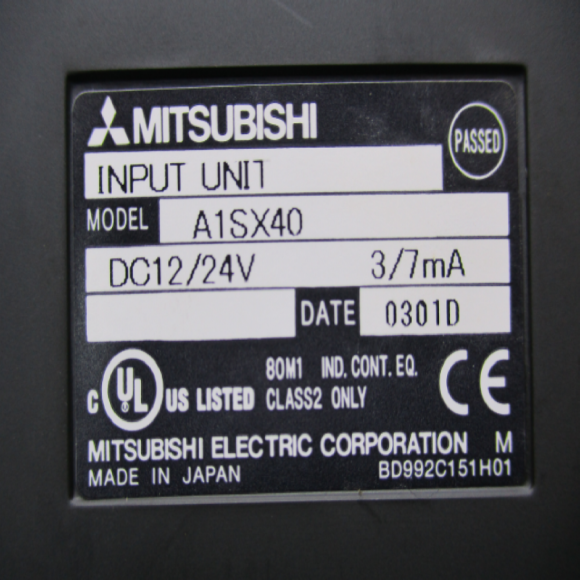 MITSUBISHI
PASSED
INPUT UNIT
MODEL A1SX40
DC12/24V 3/7mA
DATE 0301D
C UL US LISTED
80M1 IND. CONT. EQ.
CLASS2 ONLY
CE
MITSUBISHI ELECTRIC CORPORATION M
MADE IN JAPAN BD992C151H01